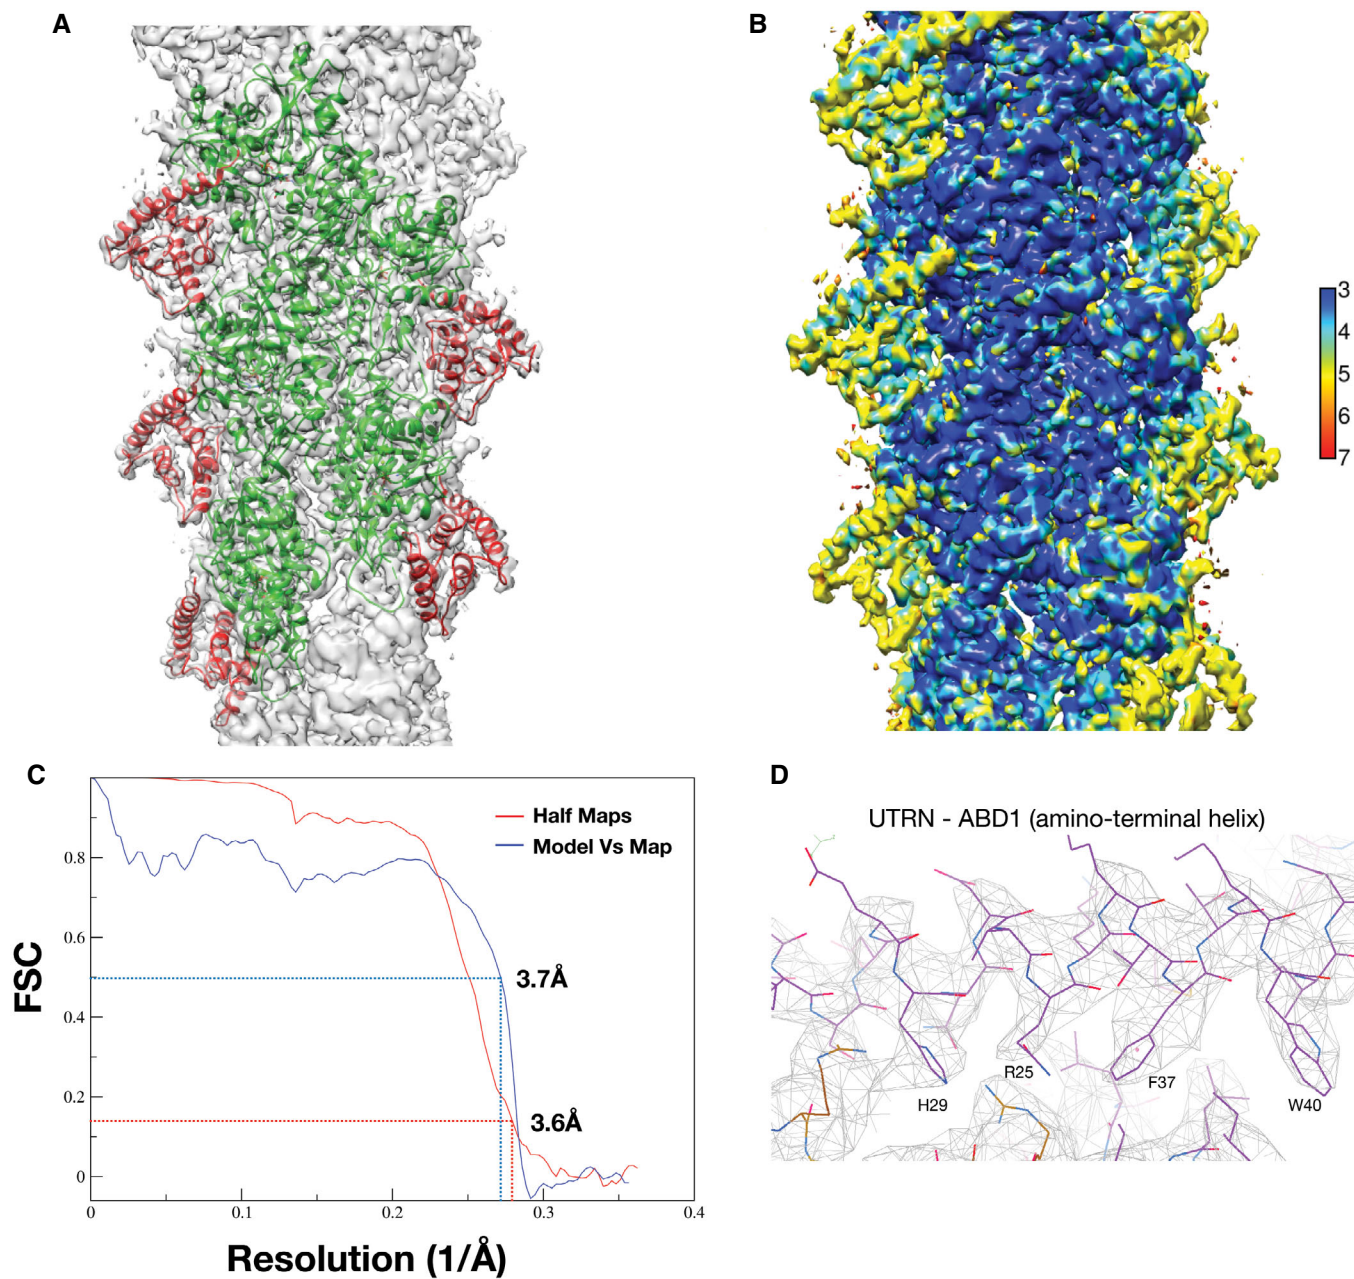 A
B
3
4
5
6
7
C
Half Maps
Model Vs Map
0.8
0.6
3.7Å
FSC
0.4
0.2
3.6Å
0
0
0.1
0.2
0.3
0.4
Resolution (1/Å)
D
UTRN - ABD1 (amino-terminal helix)
R25
F37
H29
W40